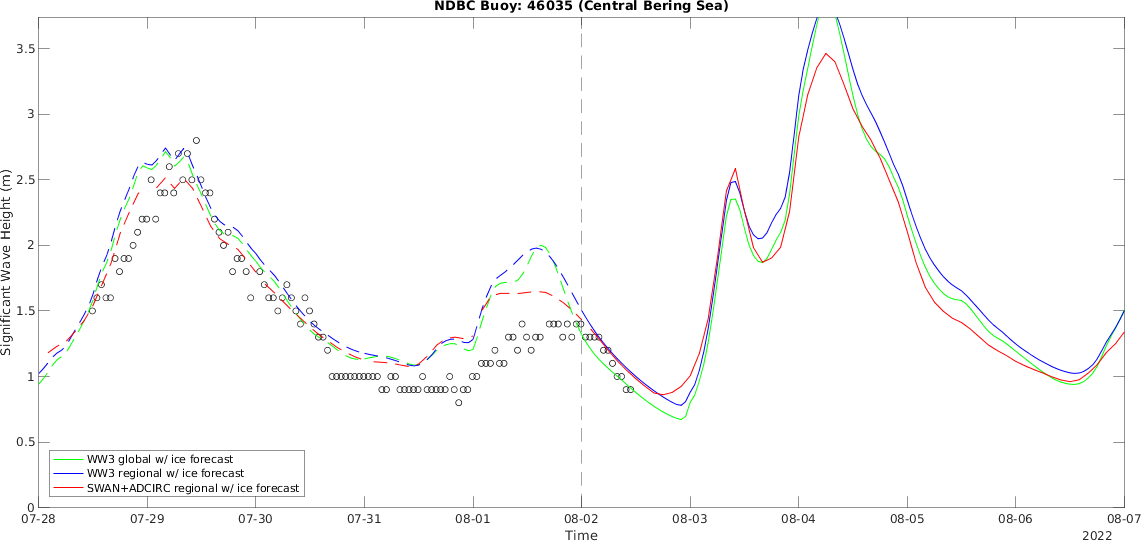 NDBC Buoy: 46035 (Central Bering Sea)
3.5
3
2.5
2
1.5
1
0.5
0
Significant Wave Height (m)
WW3 global w/ ice forecast
WW3 regional w/ ice forecast
SWAN+ADCIRC regional w/ ice forecast
07-28 07-29 07-30 07-31 08-01 08-02 08-03 08-04 08-05 08-06 08-07
Time
2022